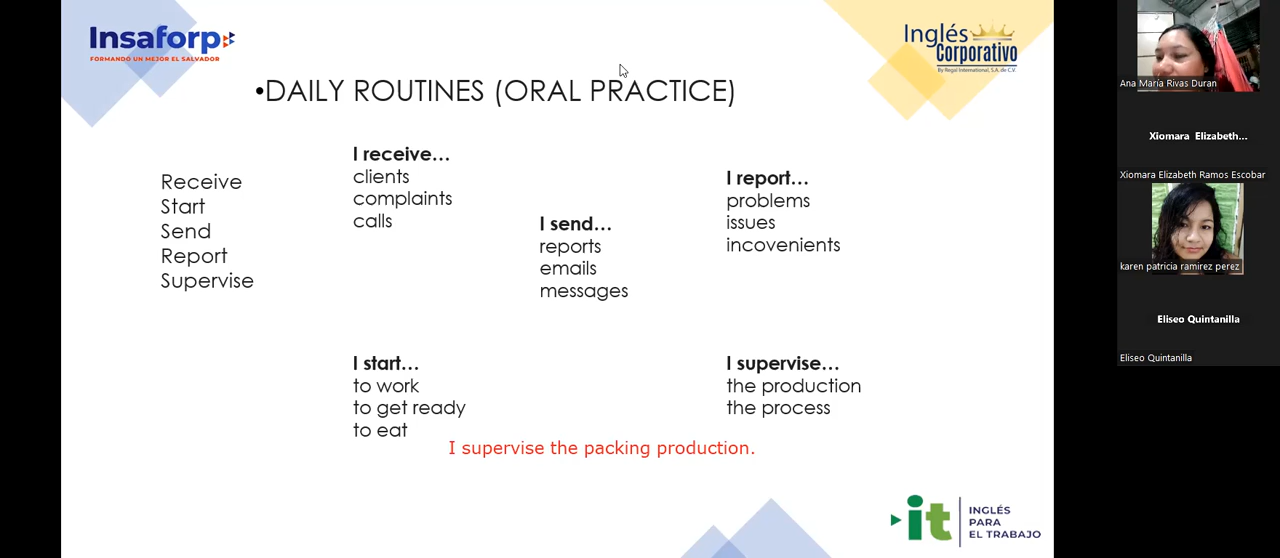 Insaforp
FORMANDO UN MEJOR EL SALVADOR
Inglés
Corporativo
By Regal International, S.A. de C.V.
•DAILY ROUTINES (ORAL PRACTICE)
Receive
Start
Send
Report
Supervise
I receive...
clients
complaints
calls
I send...
reports
emails
messages
I report...
problems
issues
incovenients
I start...
to work
to get ready
to eat
I supervise...
the production
the process
I supervise the packing production.
it
INGLÉS
PARA
EL TRABAJO
Ana María Rivas Duran
Xiomara Elizabeth...
Xiomara Elizabeth Ramos Escobar
karen patricia ramirez perez
Eliseo Quintanilla
Eliseo Quintanilla